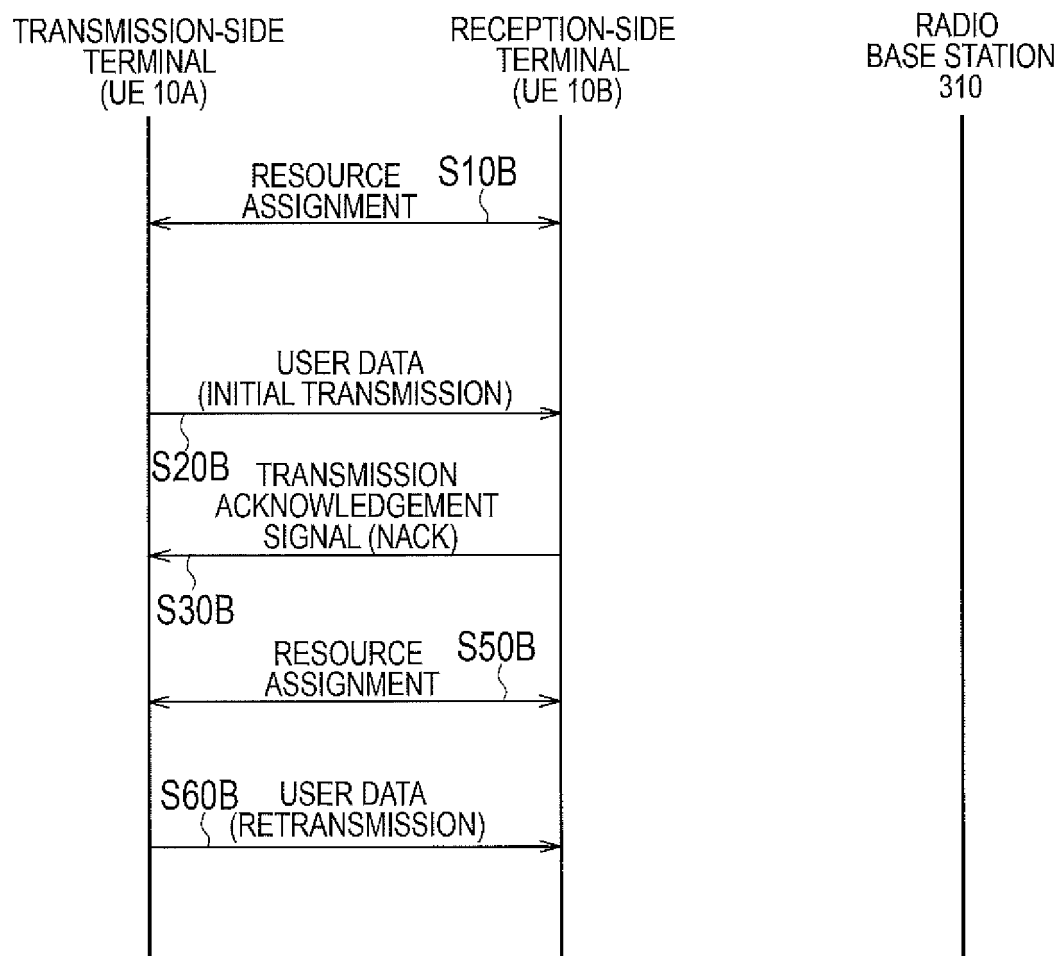 TRANSMISSION-SIDE
TERMINAL
(UE 10A)
RECEPTION-SIDE
TERMINAL
(UE 10B)
RADIO
BASE STATION
310
RESOURCE
ASSIGNMENT
S10B
USER DATA
(INITIAL TRANSMISSION)
S20B
TRANSMISSION
ACKNOWLEDGEMENT
SIGNAL (NACK)
S30B
RESOURCE
ASSIGNMENT
S50B
S60B
USER DATA
(RETRANSMISSION)